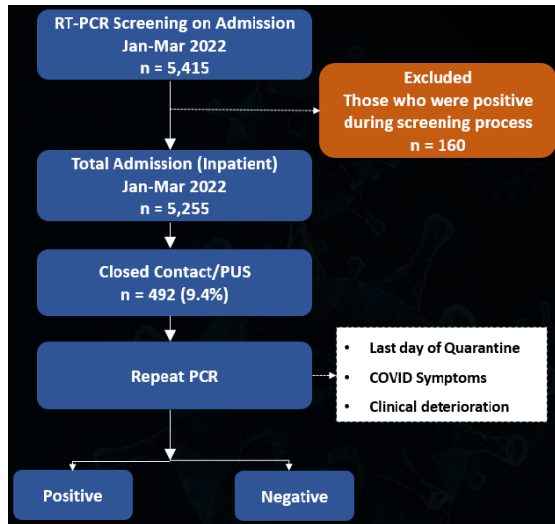 RT-PCR Screening on Admission
Jan-Mar 2022
n = 5,415
Excluded
Those who were positive
during screening process
n = 160
Total Admission (Inpatient)
Jan-Mar 2022
n = 5,255
Closed Contact/PUS
n = 492 (9.4%)
Repeat PCR
• Last day of Quarantine
• COVID Symptoms
• Clinical deterioration
Positive
Negative